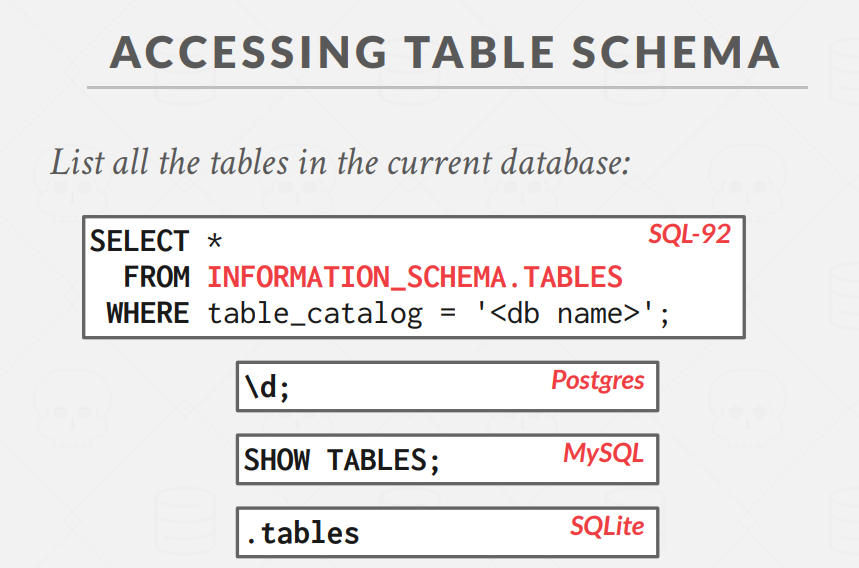 ACCESSING TABLE SCHEMA
List all the tables in the current database:
SELECT * SQL-92
FROM INFORMATION_SCHEMA.TABLES
WHERE table_catalog = '<db name>';
\d; Postgres
SHOW TABLES; MySQL
.tables SQLite